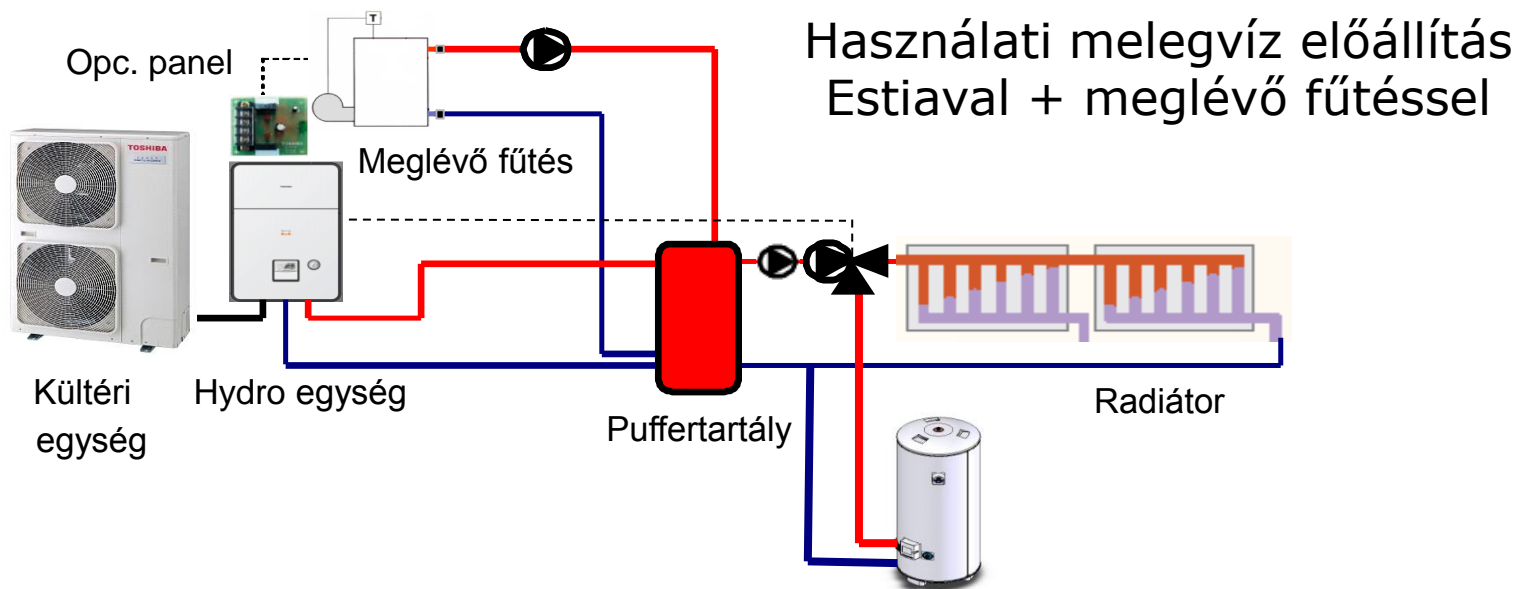 Használati melegvíz előállítás
Estiaval + meglévő fűtéssel
Opc. panel
T
TOSHIBA
Meglévő fűtés
Kültéri
egység
Hydro egység
Puffertartály
Radiátor